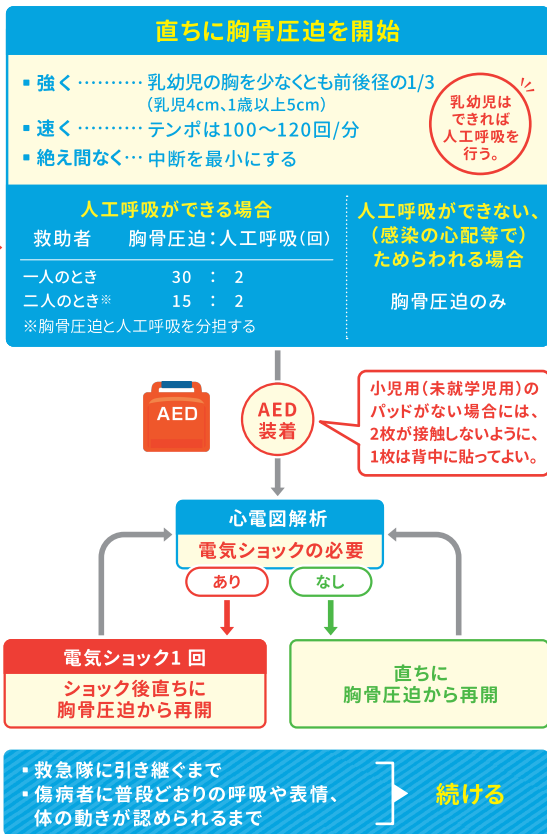 直ちに胸骨圧迫を開始
▪ 強く ………… 乳幼児の胸を少なくとも前後径の1/3
（乳児4cm、1歳以上5cm）
▪ 速く ………… テンポは100〜120回/分
▪ 絶え間なく… 中断を最小にする
乳幼児は
できれば
人工呼吸を
行う。
人工呼吸ができる場合
救助者 胸骨圧迫：人工呼吸（回）
一人のとき 30 ： 2
二人のとき※ 15 ： 2
※胸骨圧迫と人工呼吸を分担する
人工呼吸ができない、
（感染の心配等で）
ためらわれる場合
胸骨圧迫のみ
AED
AED
装着
小児用（未就学児用）の
パッドがない場合には、
2枚が接触しないように、
1枚は背中に貼ってよい。
心電図解析
電気ショックの必要
あり
なし
電気ショック1回
ショック後直ちに
胸骨圧迫から再開
直ちに
胸骨圧迫から再開
▪ 救急隊に引き継ぐまで
▪ 傷病者に普段どおりの呼吸や表情、
体の動きが認められるまで
続ける